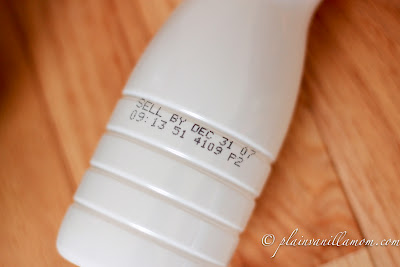 SELL BY DEC 31 07
09:13 51 4109 P2
© plainvanillamom.com